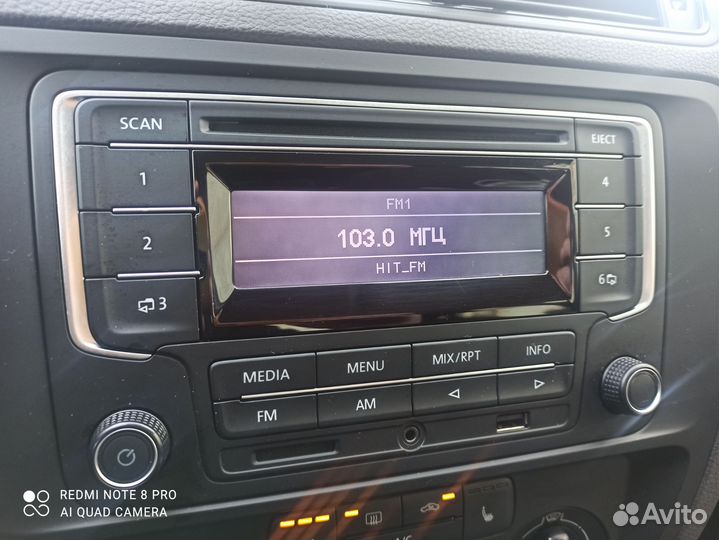 SCAN
EJECT
1
4
FM1
103.0 МГЦ
HIT_FM
2
5
3
6
MEDIA
MENU
MIX/RPT
INFO
FM
AM
REDMI NOTE 8 PRO
AI QUAD CAMERA
Avito